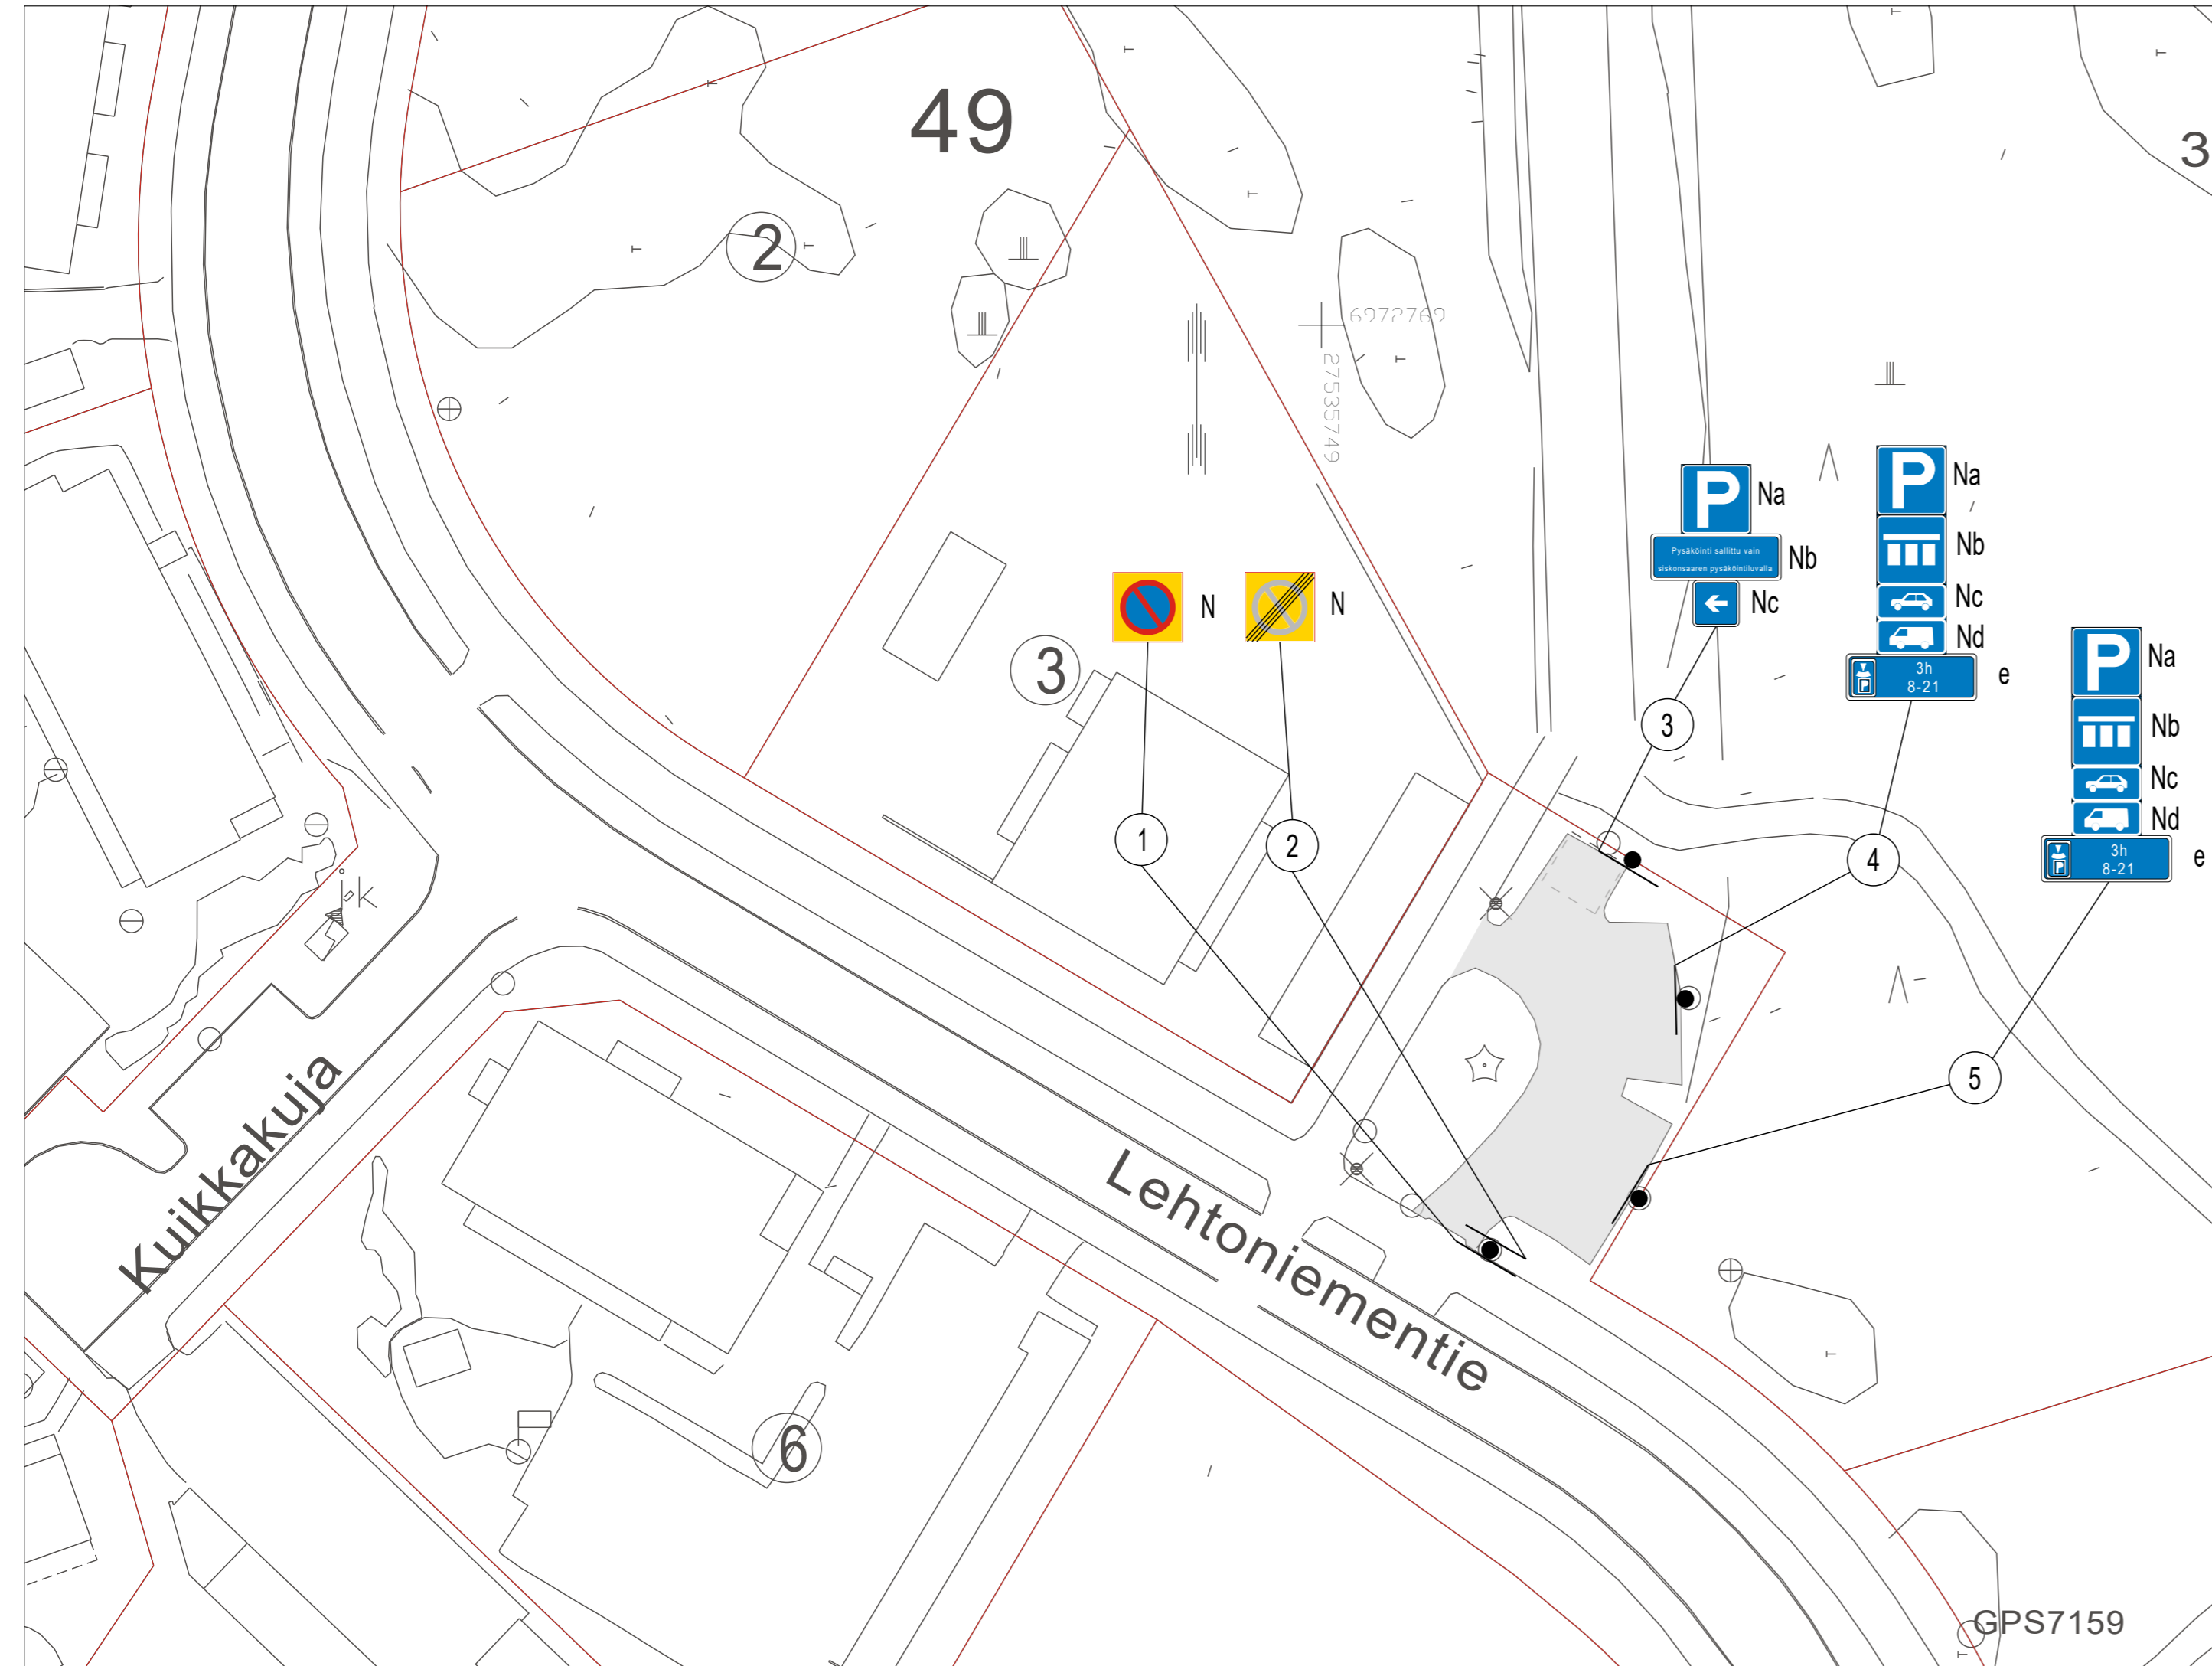 49
3
2
6972769
27535749
P
Na
Pysäköinti sallittu vain
siskonsaaren pysäköintiluvalla
Nb
Nc
P
Na
Nb
Nc
Nd
P
3h
8-21
e
P
Na
Nb
Nc
Nd
P
3h
8-21
e
N
N
3
3
1
2
4
5
k
Kuikkakuja
Lehtoniementie
6
GPS7159